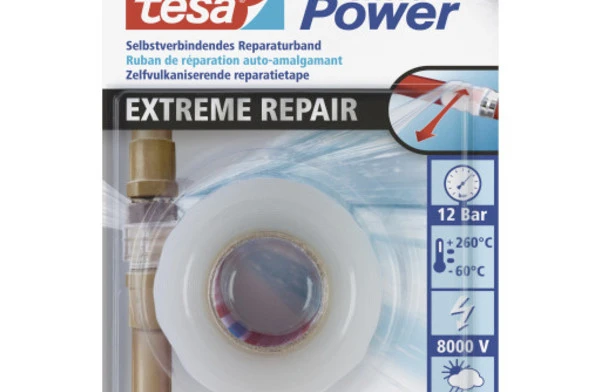 tesa
Power
Selbstverbindendes Reparaturband
Ruban de réparation auto-amalgamant
Zelfvulkaniserende reparatietape
EXTREME REPAIR
12 Bar
+260°C
-60°C
8000 V